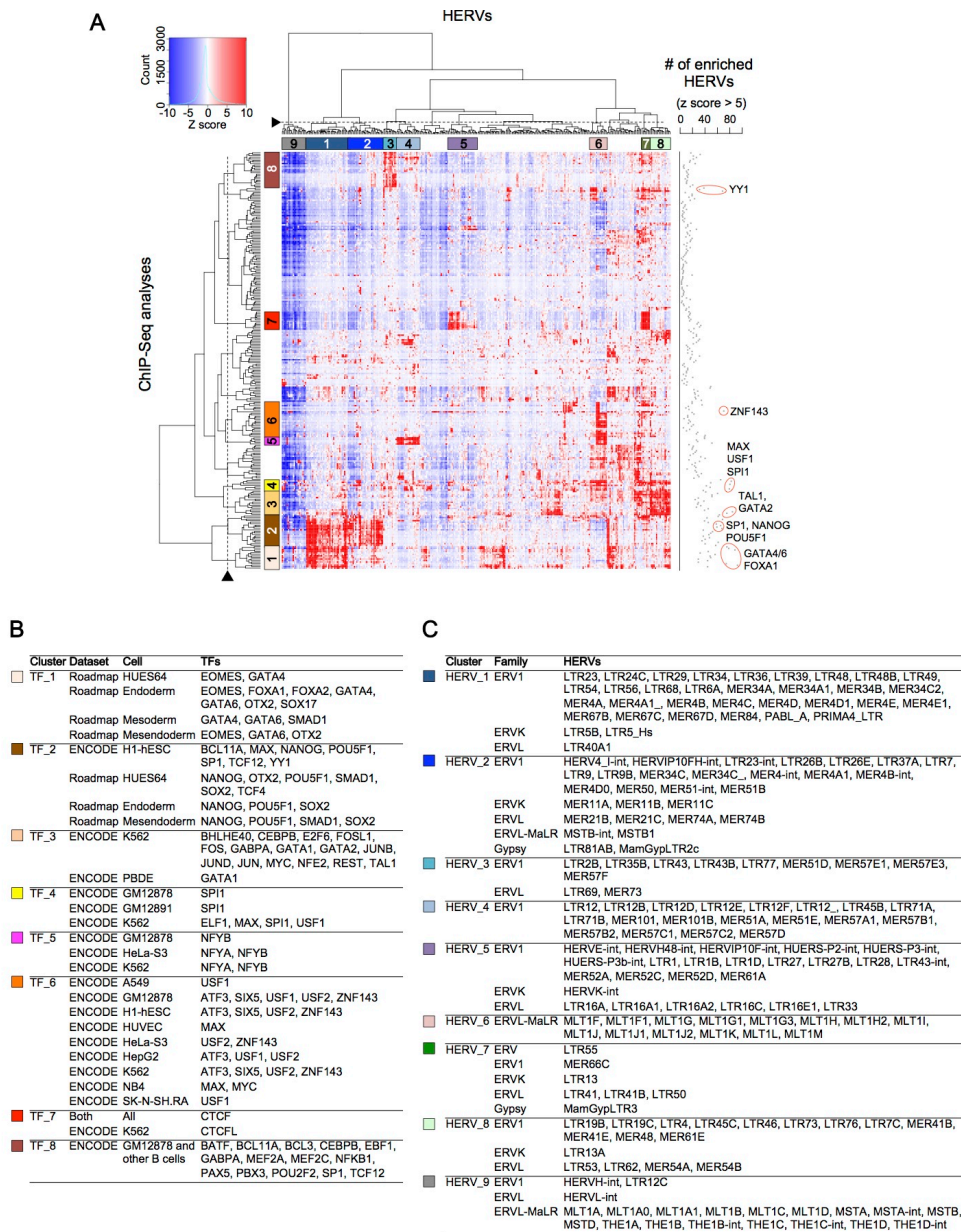 A
HERVs
3000
1500
0
Count
-10 -5 0 5 10
Z score
# of enriched
HERVs
(z score > 5)
0 40 80
9 1 2 3 4 5 6 7 8
ChIP-Seq analyses
8
7
6
5
4
3
2
1
YY1
ZNF143
MAX
USF1
SPI1
TAL1,
GATA2
SP1, NANOG
POU5F1
GATA4/6
FOXA1
B
Cluster Dataset Cell TFs
TF_1 Roadmap HUES64 EOMES, GATA4
Roadmap Endoderm EOMES, FOXA1, FOXA2, GATA4,
GATA6, OTX2, SOX17
Roadmap Mesoderm GATA4, GATA6, SMAD1
Roadmap Mesendoderm EOMES, GATA6, OTX2
TF_2 ENCODE H1-hESC BCL11A, MAX, NANOG, POU5F1,
SP1, TCF12, YY1
Roadmap HUES64 NANOG, OTX2, POU5F1, SMAD1,
SOX2, TCF4
Roadmap Endoderm NANOG, POU5F1, SOX2
Roadmap Mesendoderm NANOG, POU5F1, SMAD1, SOX2
TF_3 ENCODE K562 BHLHE40, CEBPB, E2F6, FOSL1,
FOS, GABPA, GATA1, GATA2, JUNB,
JUND, JUN, MYC, NFE2, REST, TAL1
ENCODE PBDE GATA1
TF_4 ENCODE GM12878 SPI1
ENCODE GM12891 SPI1
ENCODE K562 ELF1, MAX, SPI1, USF1
TF_5 ENCODE GM12878 NFYB
ENCODE HeLa-S3 NFYA, NFYB
ENCODE K562 NFYA, NFYB
TF_6 ENCODE A549 USF1
ENCODE GM12878 ATF3, SIX5, USF1, USF2, ZNF143
ENCODE H1-hESC ATF3, SIX5, USF2, ZNF143
ENCODE HUVEC MAX
ENCODE HeLa-S3 USF2, ZNF143
ENCODE HepG2 ATF3, USF1, USF2
ENCODE K562 ATF3, SIX5, USF2, ZNF143
ENCODE NB4 MAX, MYC
ENCODE SK-N-SH.RA USF1
TF_7 Both All CTCF
ENCODE K562 CTCFL
TF_8 ENCODE GM12878 and BATF, BCL11A, BCL3, CEBPB, EBF1,
other B cells GABPA, MEF2A, MEF2C, NFKB1,
PAX5, PBX3, POU2F2, SP1, TCF12
C
Cluster Family HERVs
HERV_1 ERV1 LTR23, LTR24C, LTR29, LTR34, LTR36, LTR39, LTR48, LTR48B, LTR49,
LTR54, LTR56, LTR68, LTR6A, MER34A, MER34A1, MER34B, MER34C2,
MER4A, MER4A1_, MER4B, MER4C, MER4D, MER4D1, MER4E, MER4E1,
MER67B, MER67C, MER67D, MER84, PABL_A, PRIMA4_LTR
ERVK LTR5B, LTR5_Hs
ERVL LTR40A1
HERV_2 ERV1 HERV4_I-int, HERVIP10FH-int, LTR23-int, LTR26B, LTR26E, LTR37A, LTR7,
LTR9, LTR9B, MER34C, MER34C_, MER4-int, MER4A1, MER4B-int,
MER4D0, MER50, MER51-int, MER51B
ERVK MER11A, MER11B, MER11C
ERVL MER21B, MER21C, MER74A, MER74B
ERVL-MaLR MSTB-int, MSTB1
Gypsy LTR81AB, MamGypLTR2c
HERV_3 ERV1 LTR2B, LTR35B, LTR43, LTR43B, LTR77, MER51D, MER57E1, MER57E3,
MER57F
ERVL LTR69, MER73
HERV_4 ERV1 LTR12, LTR12B, LTR12D, LTR12E, LTR12F, LTR12_, LTR45B, LTR71A,
LTR71B, MER101, MER101B, MER51A, MER51E, MER57A1, MER57B1,
MER57B2, MER57C1, MER57C2, MER57D
HERV_5 ERV1 HERVE-int, HERVH48-int, HERVIP10F-int, HUERS-P2-int, HUERS-P3-int,
HUERS-P3b-int, LTR1, LTR1B, LTR1D, LTR27, LTR27B, LTR28, LTR43-int,
MER52A, MER52C, MER52D, MER61A
ERVK HERVK-int
ERVL LTR16A, LTR16A1, LTR16A2, LTR16C, LTR16E1, LTR33
HERV_6 ERVL-MaLR MLT1F, MLT1F1, MLT1G, MLT1G1, MLT1G3, MLT1H, MLT1H2, MLT1I,
MLT1J, MLT1J1, MLT1J2, MLT1K, MLT1L, MLT1M
HERV_7 ERV LTR55
ERV1 MER66C
ERVK LTR13
ERVL LTR41, LTR41B, LTR50
Gypsy MamGypLTR3
HERV_8 ERV1 LTR19B, LTR19C, LTR4, LTR45C, LTR46, LTR73, LTR76, LTR7C, MER41B,
MER41E, MER48, MER61E
ERVK LTR13A
ERVL LTR53, LTR62, MER54A, MER54B
HERV_9 ERV1 HERVH-int, LTR12C
ERVL HERVL-int
ERVL-MaLR MLT1A, MLT1A0, MLT1A1, MLT1B, MLT1C, MLT1D, MSTA, MSTA-int, MSTB,
MSTD, THE1A, THE1B, THE1B-int, THE1C, THE1C-int, THE1D, THE1D-int